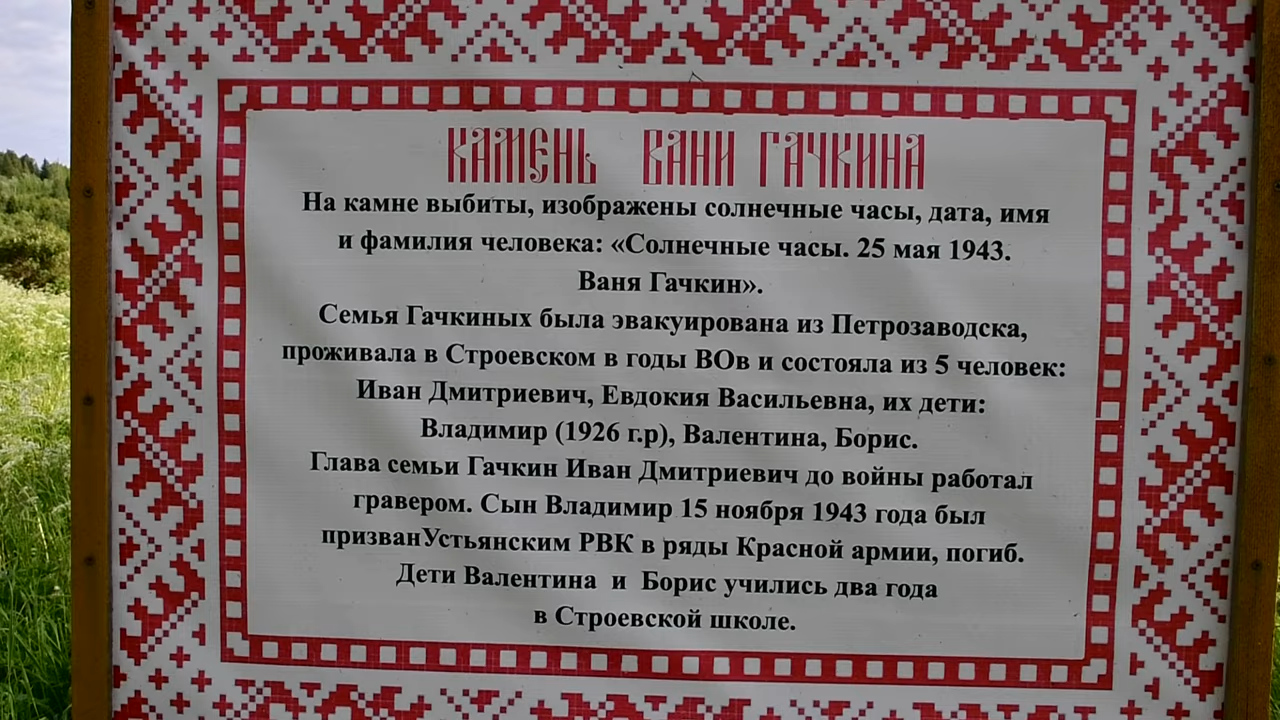 КАМЕНЬ ВАНИ ГАЧКИНА
На камне выбиты, изображены солнечные часы, дата, имя
и фамилия человека: «Солнечные часы. 25 мая 1943.
Ваня Гачкин».
Семья Гачкиных была эвакуирована из Петрозаводска,
проживала в Строевском в годы ВОв и состояла из 5 человек:
Иван Дмитриевич, Евдокия Васильевна, их дети:
Владимир (1926 г.р), Валентина, Борис.
Глава семьи Гачкин Иван Дмитриевич до войны работал
гравером. Сын Владимир 15 ноября 1943 года был
призванУстьянским РВК в ряды Красной армии, погиб.
Дети Валентина и Борис учились два года
в Строевской школе.